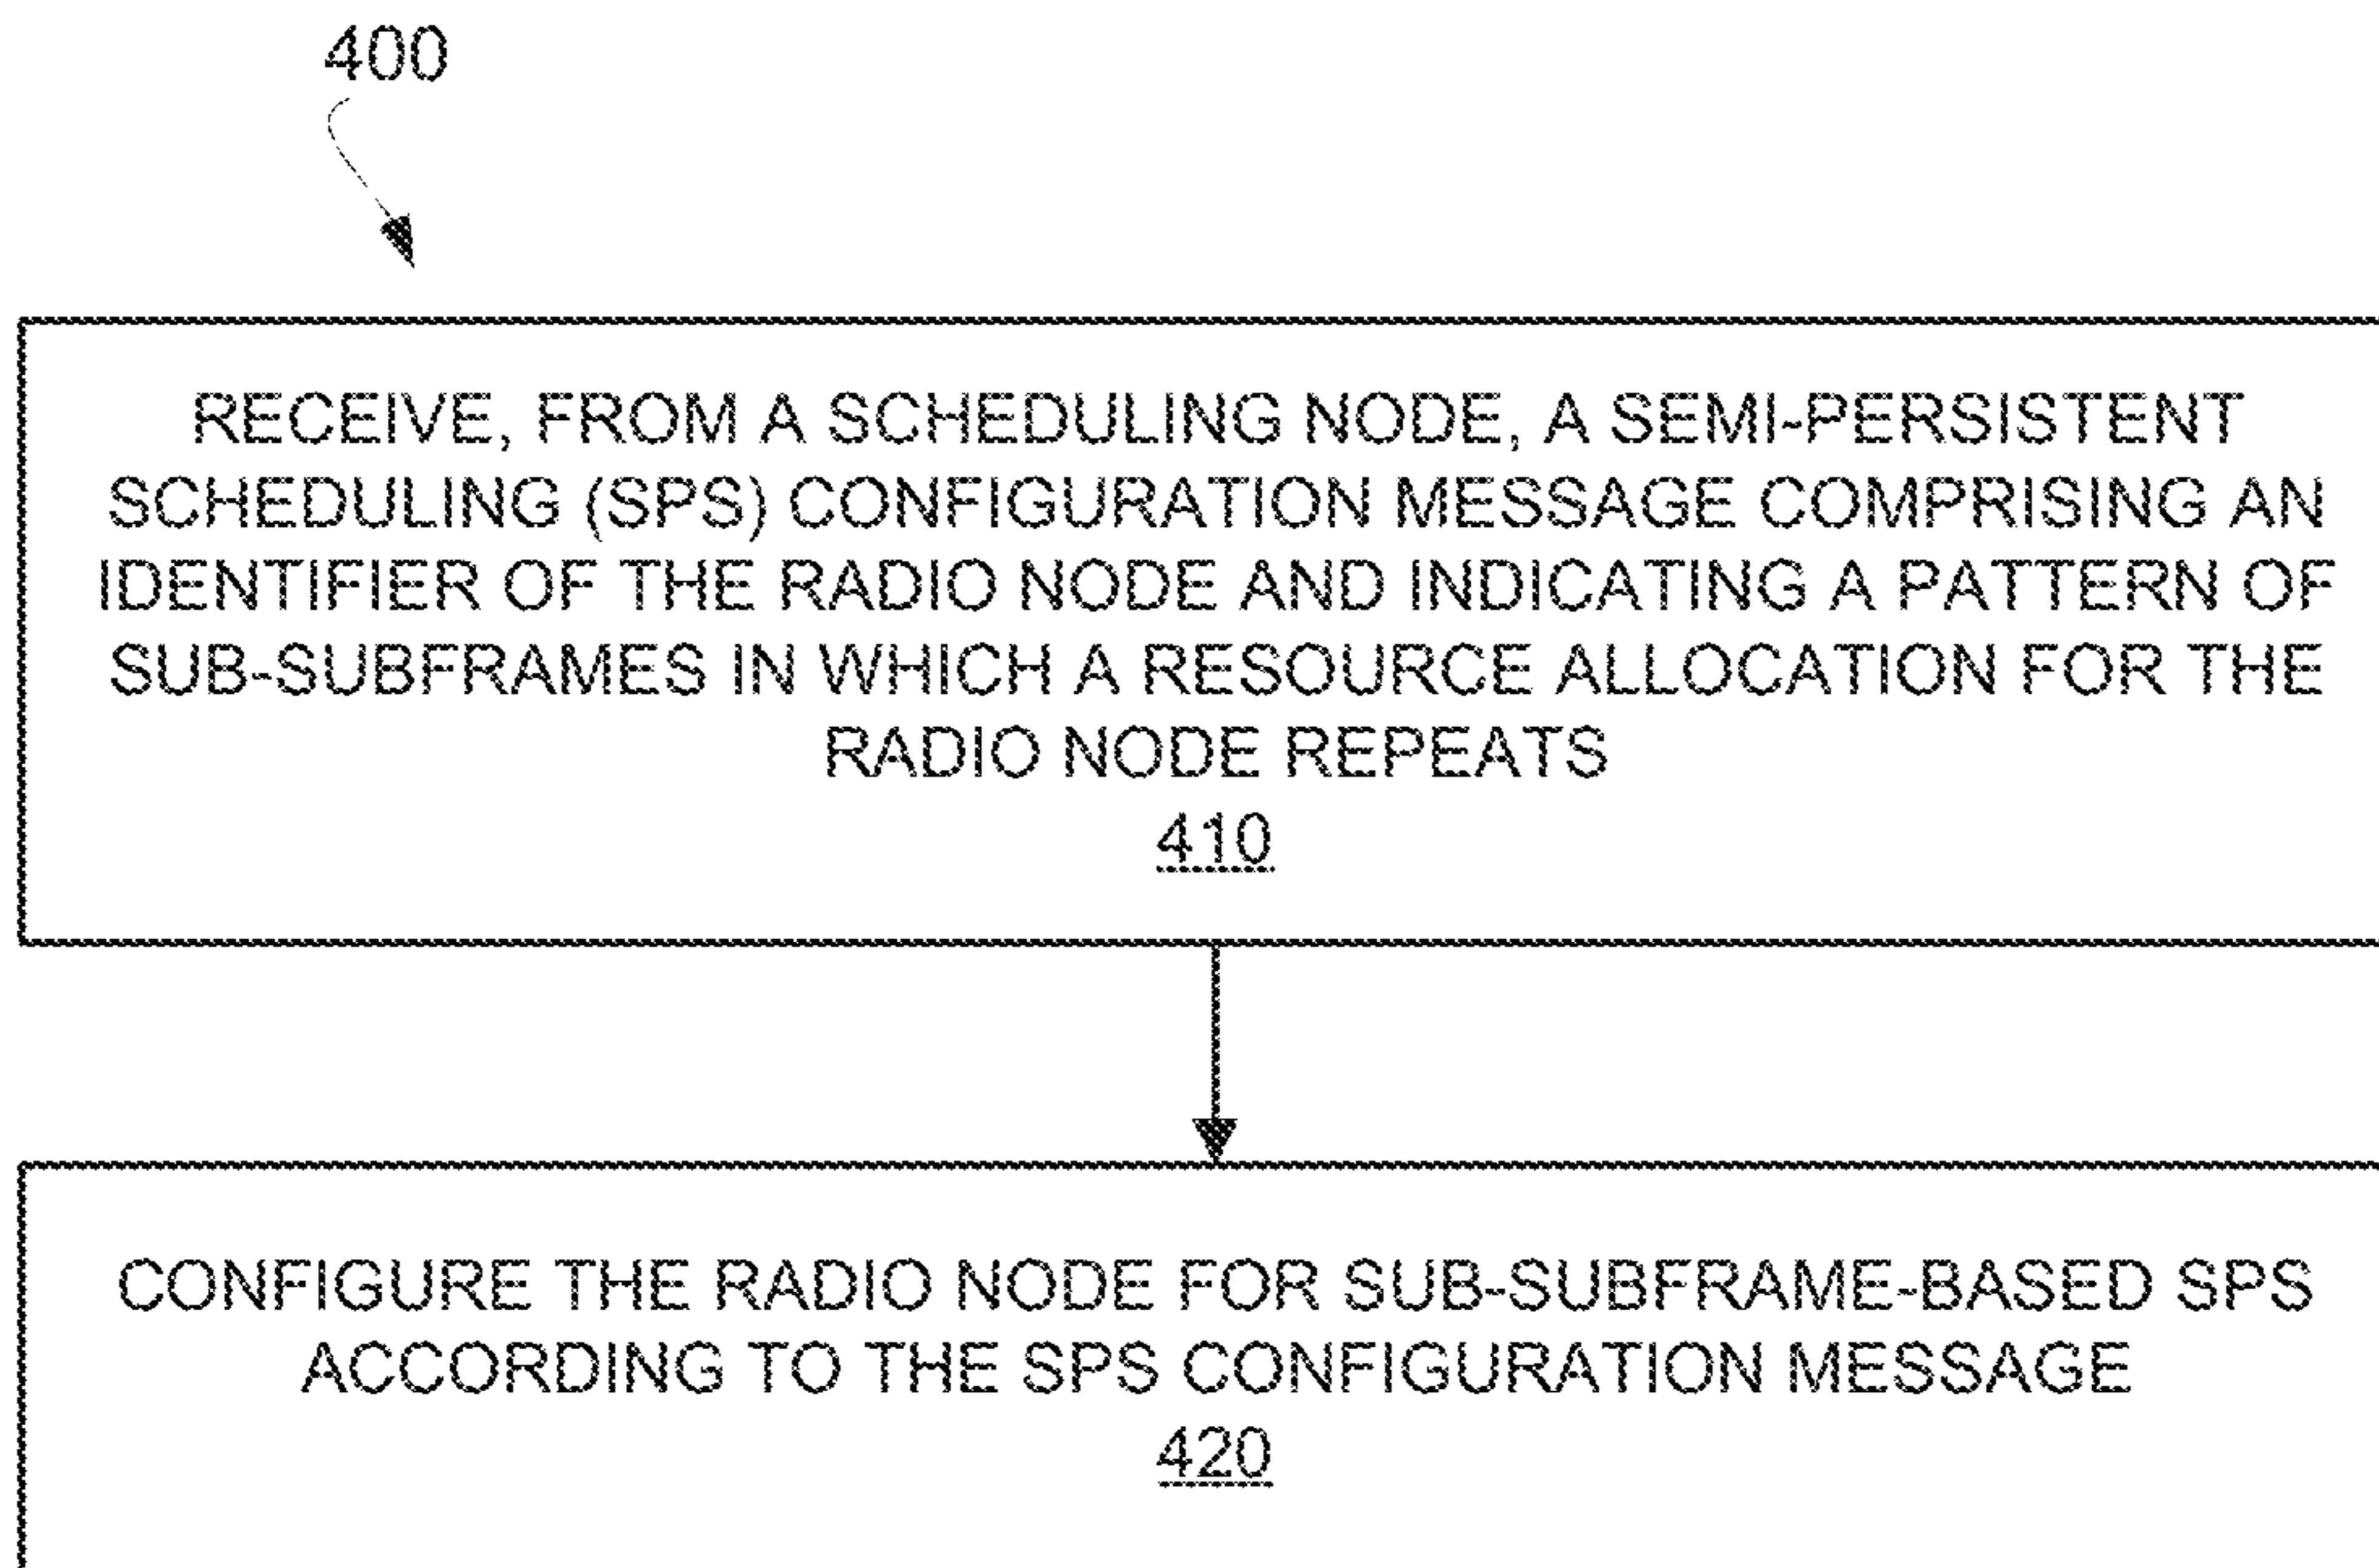 400
RECEIVE, FROM A SCHEDULING NODE, A SEMI-PERSISTENT
SCHEDULING (SPS) CONFIGURATION MESSAGE COMPRISING AN
IDENTIFIER OF THE RADIO NODE AND INDICATING A PATTERN OF
SUB-SUBFRAMES IN WHICH A RESOURCE ALLOCATION FOR THE
RADIO NODE REPEATS
410
CONFIGURE THE RADIO NODE FOR SUB-SUBFRAME-BASED SPS
ACCORDING TO THE SPS CONFIGURATION MESSAGE
420